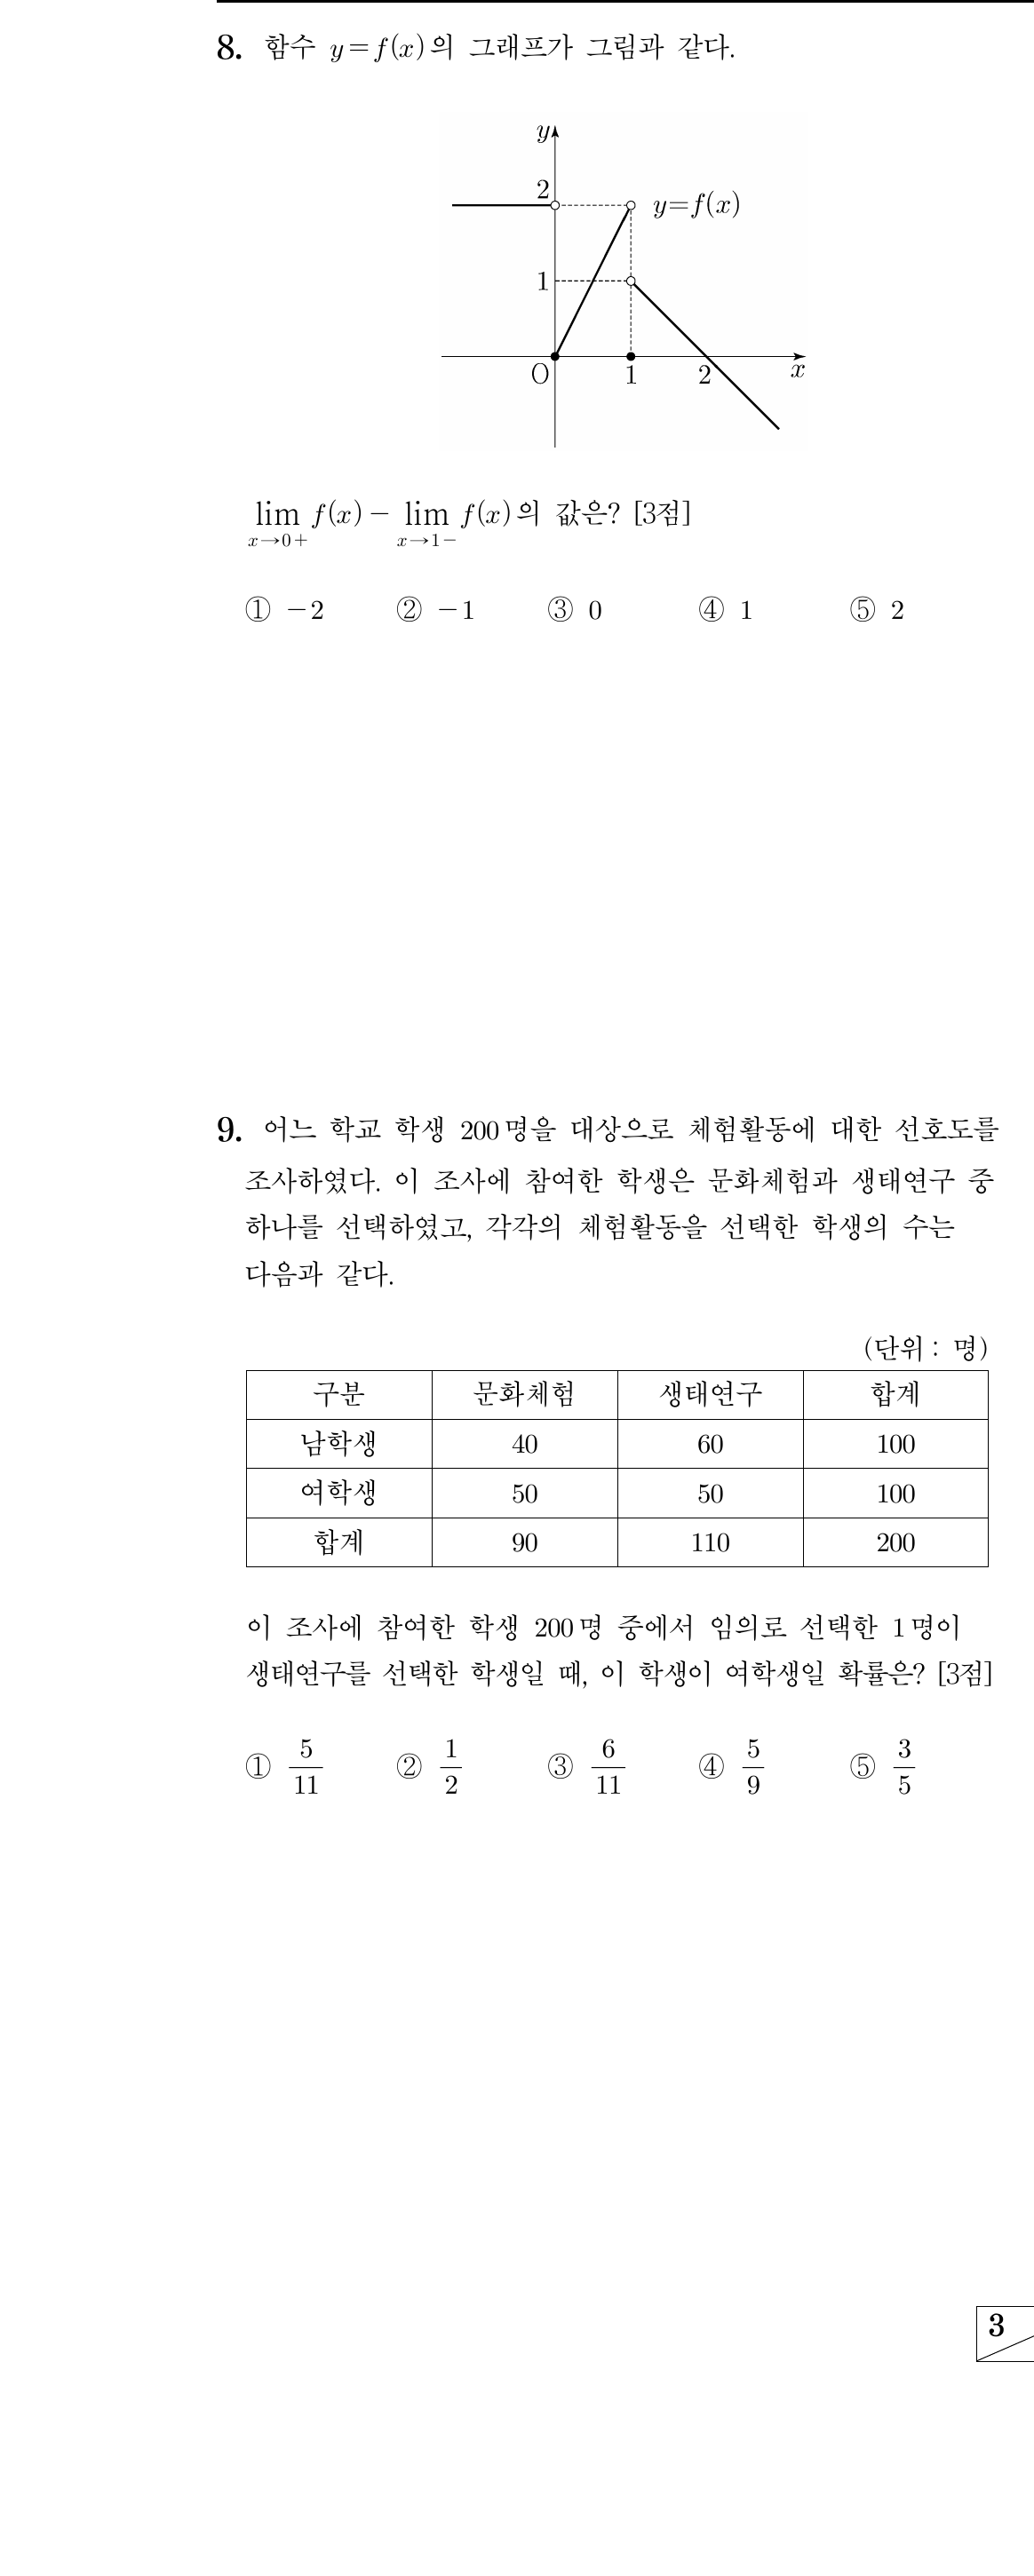 8. 함수 y=f(x)의 그래프가 그림과 같다.
y
2
y=f(x)
1
O
1
2
x
lim f(x) - lim f(x)의 값은? [3점]
x→0+ x→1-
① -2 ② -1 ③ 0 ④ 1 ⑤ 2
9. 어느 학교 학생 200명을 대상으로 체험활동에 대한 선호도를
조사하였다. 이 조사에 참여한 학생은 문화체험과 생태연구 중
하나를 선택하였고, 각각의 체험활동을 선택한 학생의 수는
다음과 같다.
(단위 : 명)
구분 문화체험 생태연구 합계
남학생 40 60 100
여학생 50 50 100
합계 90 110 200
이 조사에 참여한 학생 200명 중에서 임의로 선택한 1명이
생태연구를 선택한 학생일 때, 이 학생이 여학생일 확률은? [3점]
① 5/11 ② 1/2 ③ 6/11 ④ 5/9 ⑤ 3/5
3